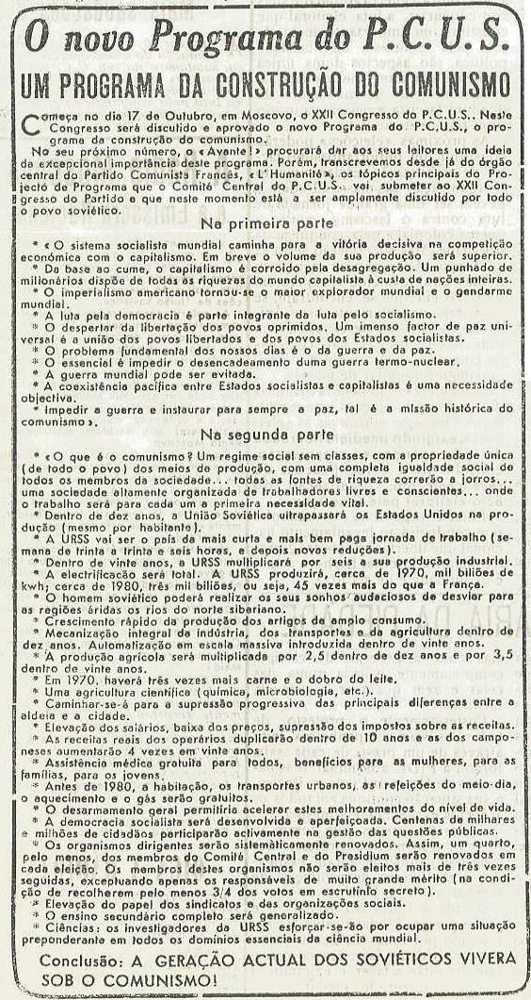 O novo Programa do P.C.U.S.
UM PROGRAMA DA CONSTRUÇÃO DO COMUNISMO
Começa no dia 17 de Outubro, em Moscovo, o XXII Congresso do P.C.U.S.. Neste
Congresso será discutido e aprovado o novo Programa do P.C.U.S., o pro-
grama da construção do comunismo.
No seu próximo número, o «Avante!» procurará dar aos seus leitores uma ideia
da excepcional importância deste programa. Porém, transcrevemos desde já do órgão
central do Partido Comunista Francês, «L'Humanité», os tópicos principais do Pro-
jecto de Programa que o Comité Central do P.C.U.S. vai submeter ao XXII Con-
gresso do Partido e que neste momento está a ser amplamente discutido por todo
o povo soviético.
Na primeira parte
* «O sistema socialista mundial caminha para a vitória decisiva na competição
económica com o capitalismo. Em breve o volume da sua produção será superior.
* Da base ao cume, o capitalismo é corroido pela desagregação. Um punhado de
milionários dispõe de todas as riquezas do mundo capitalista à custa de nações inteiras.
* O imperialismo americano tornou-se o maior explorador mundial e o gendarme
mundial.
* A luta pela democracia é parte integrante da luta pelo socialismo.
* O despertar da libertação dos povos oprimidos. Um imenso factor de paz uni-
versal é a união dos povos libertados e dos povos dos Estados socialistas.
* O problema fundamental dos nossos dias é o da guerra e da paz.
* O essencial é impedir o desencadeamento duma guerra termo-nuclear.
* A guerra mundial pode ser evitada.
* A coexistência pacífica entre Estados socialistas e capitalistas é uma necessidade
objectiva.
* Impedir a guerra e instaurar para sempre a paz, tal é a missão histórica do
comunismo».
Na segunda parte
* «O que é o comunismo? Um regime social sem classes, com a propriedade única
(de todo o povo) dos meios de produção, com uma completa igualdade social de
todos os membros da sociedade... todas as fontes de riqueza correrão a jorros...
uma sociedade altamente organizada de trabalhadores livres e conscientes... onde
o trabalho será para cada um a primeira necessidade vital.
* Dentro de dez anos, a União Soviética ultrapassará os Estados Unidos na pro-
dução (mesmo por habitante).
* A URSS vai ser o país da mais curta e mais bem paga jornada de trabalho (se-
mana de trinta a trinta e seis horas, e depois novas reduções).
* Dentro de vinte anos, a URSS multiplicará por seis a sua produção industrial.
* A electrificacão será total. A URSS produzirá, cerca de 1970, mil biliões de
kwh; cerca de 1980, três mil biliões, ou seja, 45 vezes mais do que a França.
* O homem soviético poderá realizar os seus sonhos audaciosos de desviar para
as regiões áridas os rios do norte siberiano.
* Crescimento rápido da produção dos artigos de amplo consumo.
* Mecanização integral da indústria, dos transportes e da agricultura dentro de
dez anos. Automatização em escala massiva introduzida dentro de vinte anos.
* A produção agrícola será multiplicada por 2,5 dentro de dez anos e por 3,5
dentro de vinte anos.
* Em 1970, haverá três vezes mais carne e o dobro do leite.
* Uma agricultura científica (química, microbiologia, etc.).
* Caminhar-se-á para a supressão progressiva das principais diferenças entre a
aldeia e a cidade.
* Elevação dos salários, baixa dos preços, supressão dos impostos sobre as receitas.
* As receitas reais dos operários duplicarão dentro de 10 anos e as dos campo-
neses aumentarão 4 vezes em vinte anos.
* Assistência médica gratuita para todos, benefícios para as mulheres, para as
famílias, para os jovens.
* Antes de 1980, a habitação, os transportes urbanos, as refeições do meio-dia,
o aquecimento e o gás serão gratuitos.
* O desarmamento geral permitiria acelerar estes melhoramentos do nível de vida.
* A democracia socialista será desenvolvida e aperfeiçoada. Centenas de milhares
e milhões de cidadãos participarão activamente na gestão das questões públicas.
* Os organismos dirigentes serão sistemàticamente renovados. Assim, um quarto,
pelo menos, dos membros do Comité Central e do Presidium serão renovados em
cada eleição. Os membros destes organismos não serão eleitos mais de três vezes
seguidas, exceptuando apenas os responsáveis de muito grande mérito (na condi-
ção de recolherem pelo menos 3/4 dos votos em escrutínio secreto).
* Elevação do papel dos sindicatos e das organizações sociais.
* O ensino secundário completo será generalizado.
* Ciências: os investigadores da URSS esforçar-se-ão por ocupar uma situação
preponderante em todos os domínios essenciais da ciência mundial.
Conclusão: A GERAÇÃO ACTUAL DOS SOVIÉTICOS VIVERA
SOB O COMUNISMO!